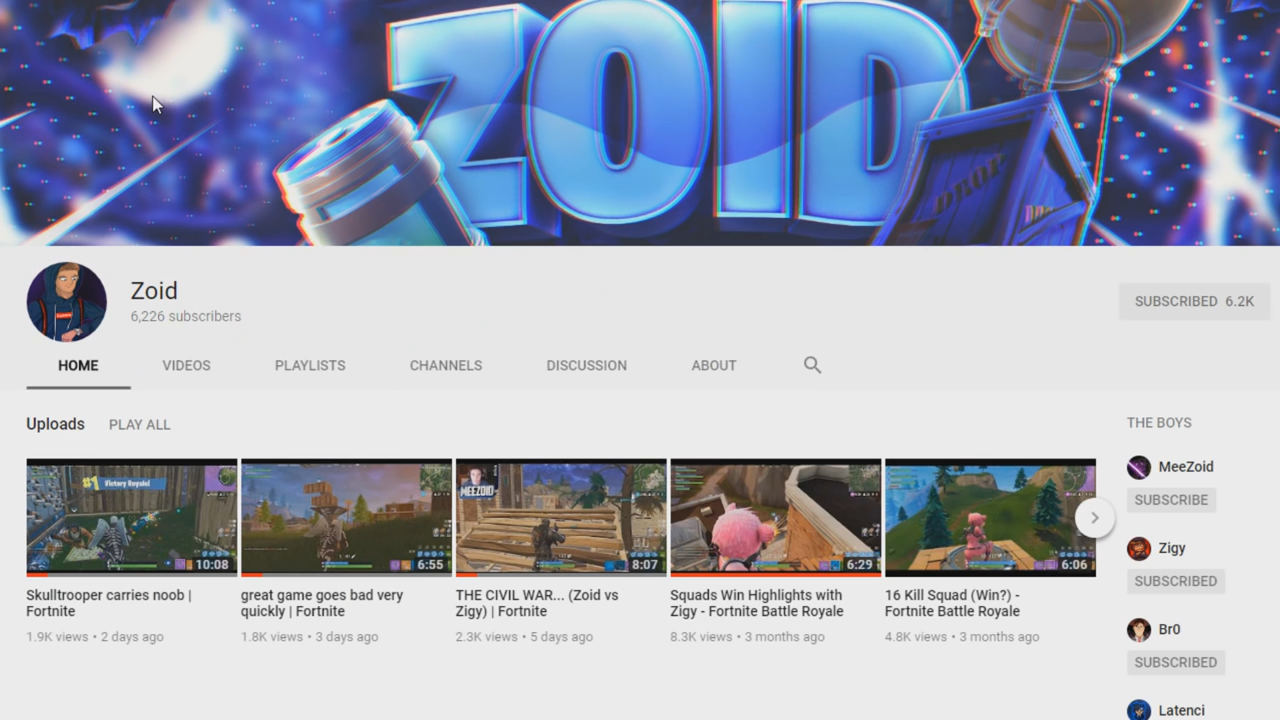 ZOID
Zoid
6,226 subscribers
SUBSCRIBED 6.2K
HOME VIDEOS PLAYLISTS CHANNELS DISCUSSION ABOUT
Uploads PLAY ALL
THE BOYS
#1 Victory Royale!
MEEZOID
10:08
6:55
8:07
6:29
6:06
Skulltrooper carries noob |
Fortnite
1.9K views • 2 days ago
great game goes bad very
quickly | Fortnite
1.8K views • 3 days ago
THE CIVIL WAR... (Zoid vs
Zigy) | Fortnite
2.3K views • 5 days ago
Squads Win Highlights with
Zigy - Fortnite Battle Royale
8.3K views • 3 months ago
16 Kill Squad (Win?) -
Fortnite Battle Royale
4.8K views • 3 months ago
MeeZoid
SUBSCRIBE
Zigy
SUBSCRIBED
Br0
SUBSCRIBED
Latenci